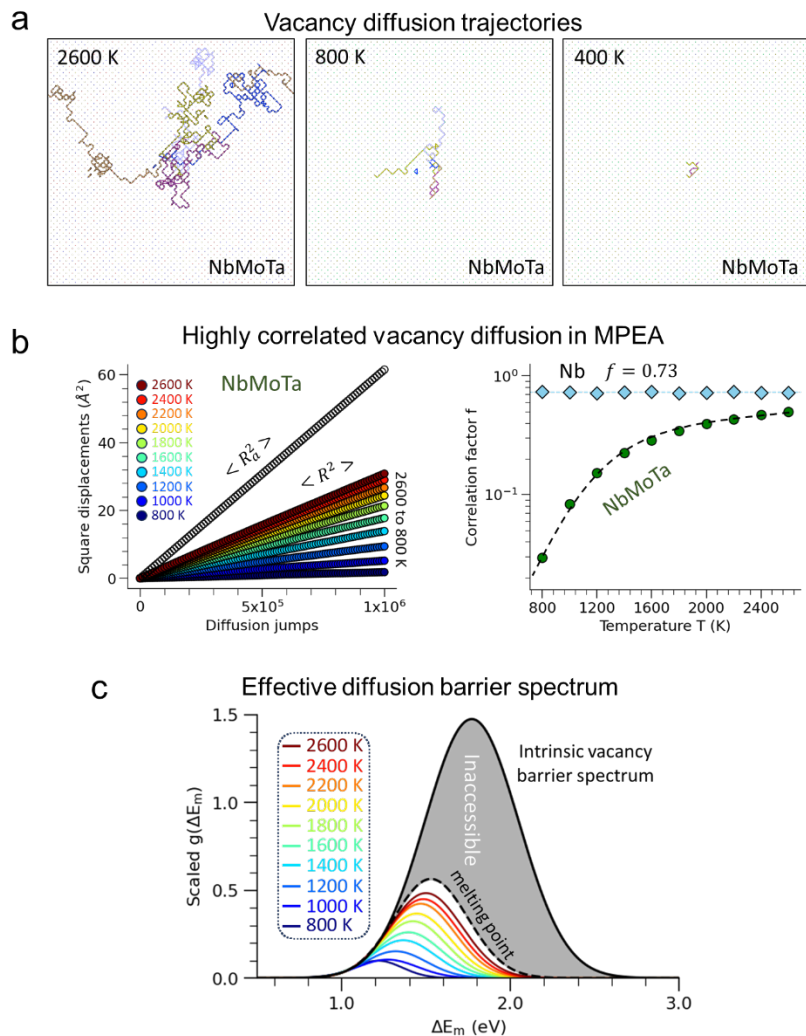 a
Vacancy diffusion trajectories
2600 K
800 K
400 K
NbMoTa
NbMoTa
NbMoTa
b
Highly correlated vacancy diffusion in MPEA
60
40
20
0
Square displacements (Å²)
NbMoTa
2600 K
2400 K
2200 K
2000 K
1800 K
1600 K
1400 K
1200 K
1000 K
800 K
< R²ₐ >
< R² >
2600 to 800 K
0
5x10⁵
1x10⁶
Diffusion jumps
Correlation factor f
10⁰
10⁻¹
Nb f = 0.73
NbMoTa
800
1200
1600
2000
2400
Temperature T (K)
c
Effective diffusion barrier spectrum
1.5
1.0
0.5
0.0
Scaled g(ΔEₘ)
2600 K
2400 K
2200 K
2000 K
1800 K
1600 K
1400 K
1200 K
1000 K
800 K
Inaccessible
melting point
Intrinsic vacancy
barrier spectrum
1.0
2.0
3.0
ΔEₘ (eV)